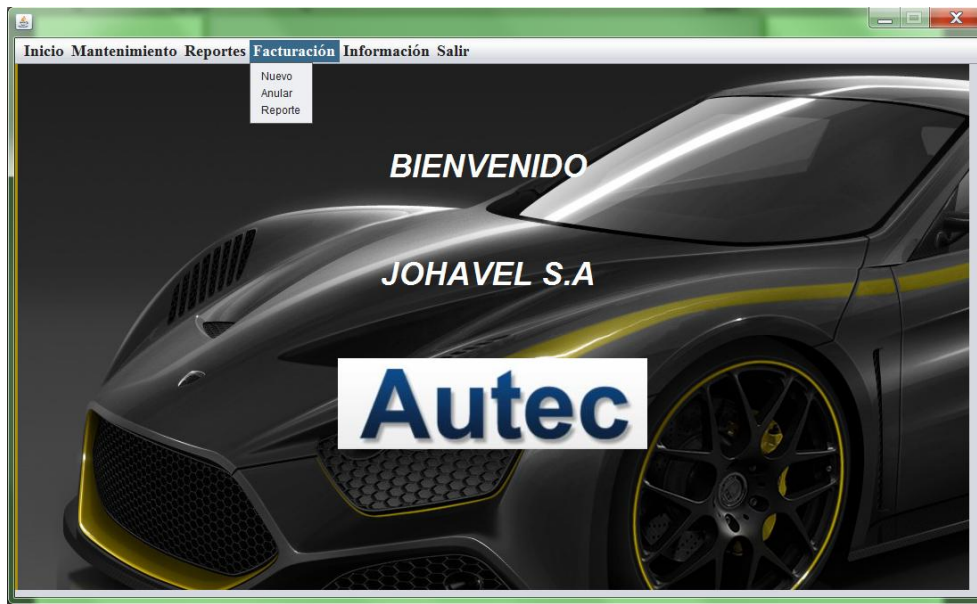 Inicio Mantenimiento Reportes Facturación Información Salir
Nuevo
Anular
Reporte
BIENVENIDO
JOHAVEL S.A
Autec